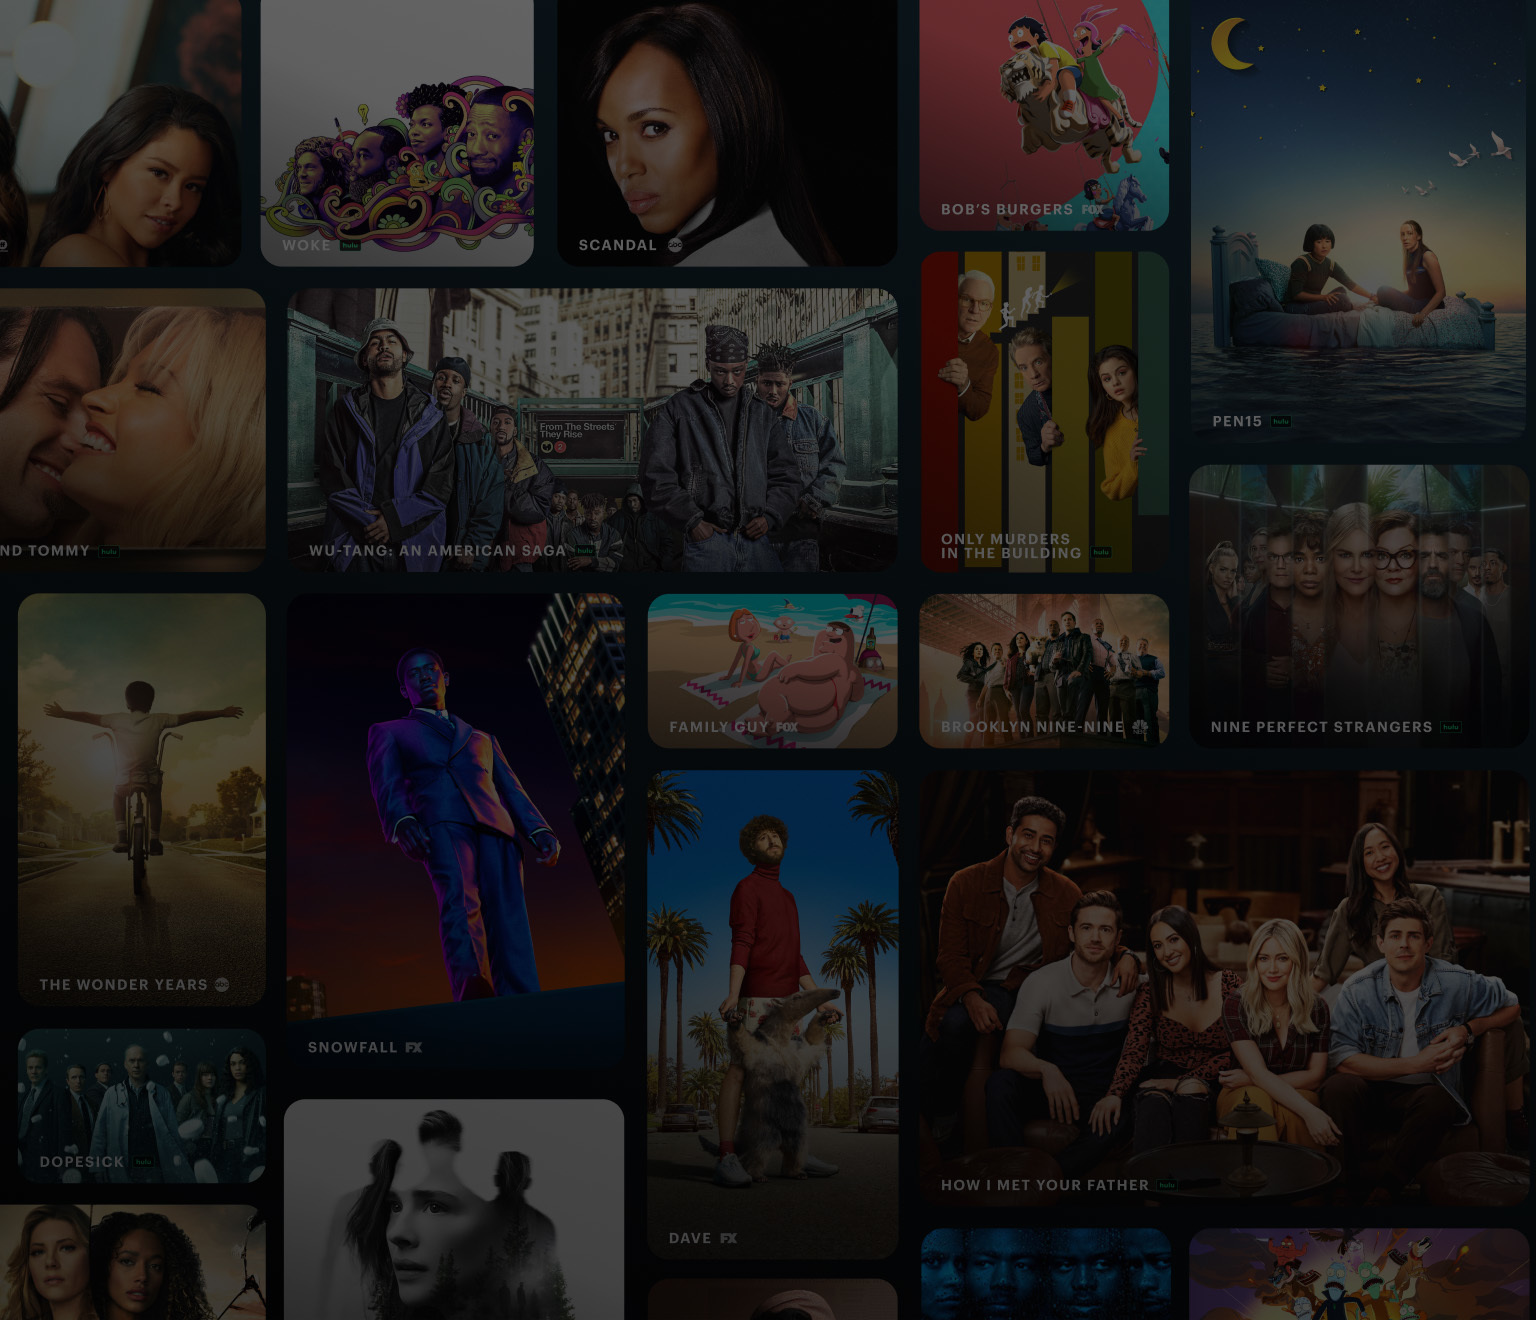 WOKE hulu
SCANDAL abc
BOB'S BURGERS FOX
PEN15 hulu
ND TOMMY hulu
From The Streets
They Rise
2
WU-TANG: AN AMERICAN SAGA hulu
ONLY MURDERS
IN THE BUILDING hulu
FAMILY GUY FOX
BROOKLYN NINE-NINE NBC
NINE PERFECT STRANGERS hulu
THE WONDER YEARS abc
SNOWFALL FX
DOPESICK hulu
HOW I MET YOUR FATHER hulu
DAVE FX